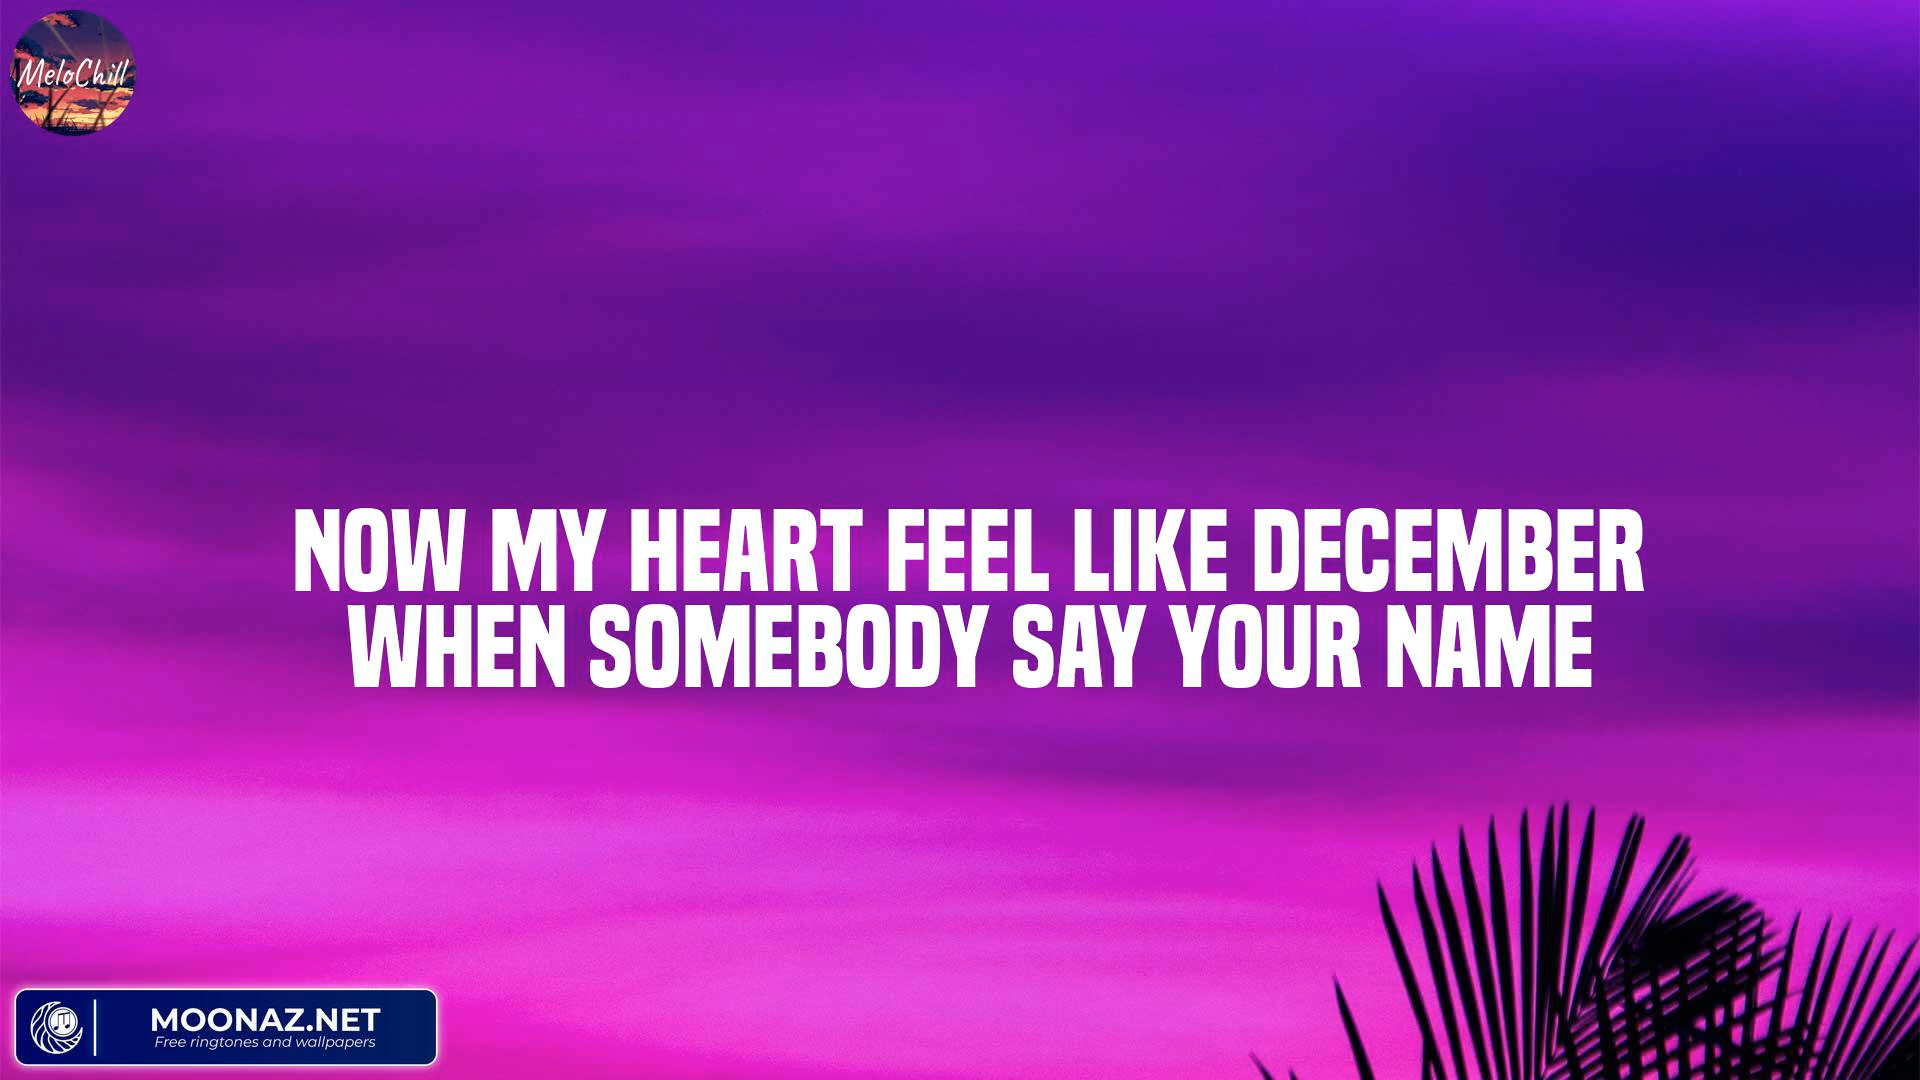 MeloChill
NOW MY HEART FEEL LIKE DECEMBER
WHEN SOMEBODY SAY YOUR NAME
MOONAZ.NET
Free ringtones and wallpapers